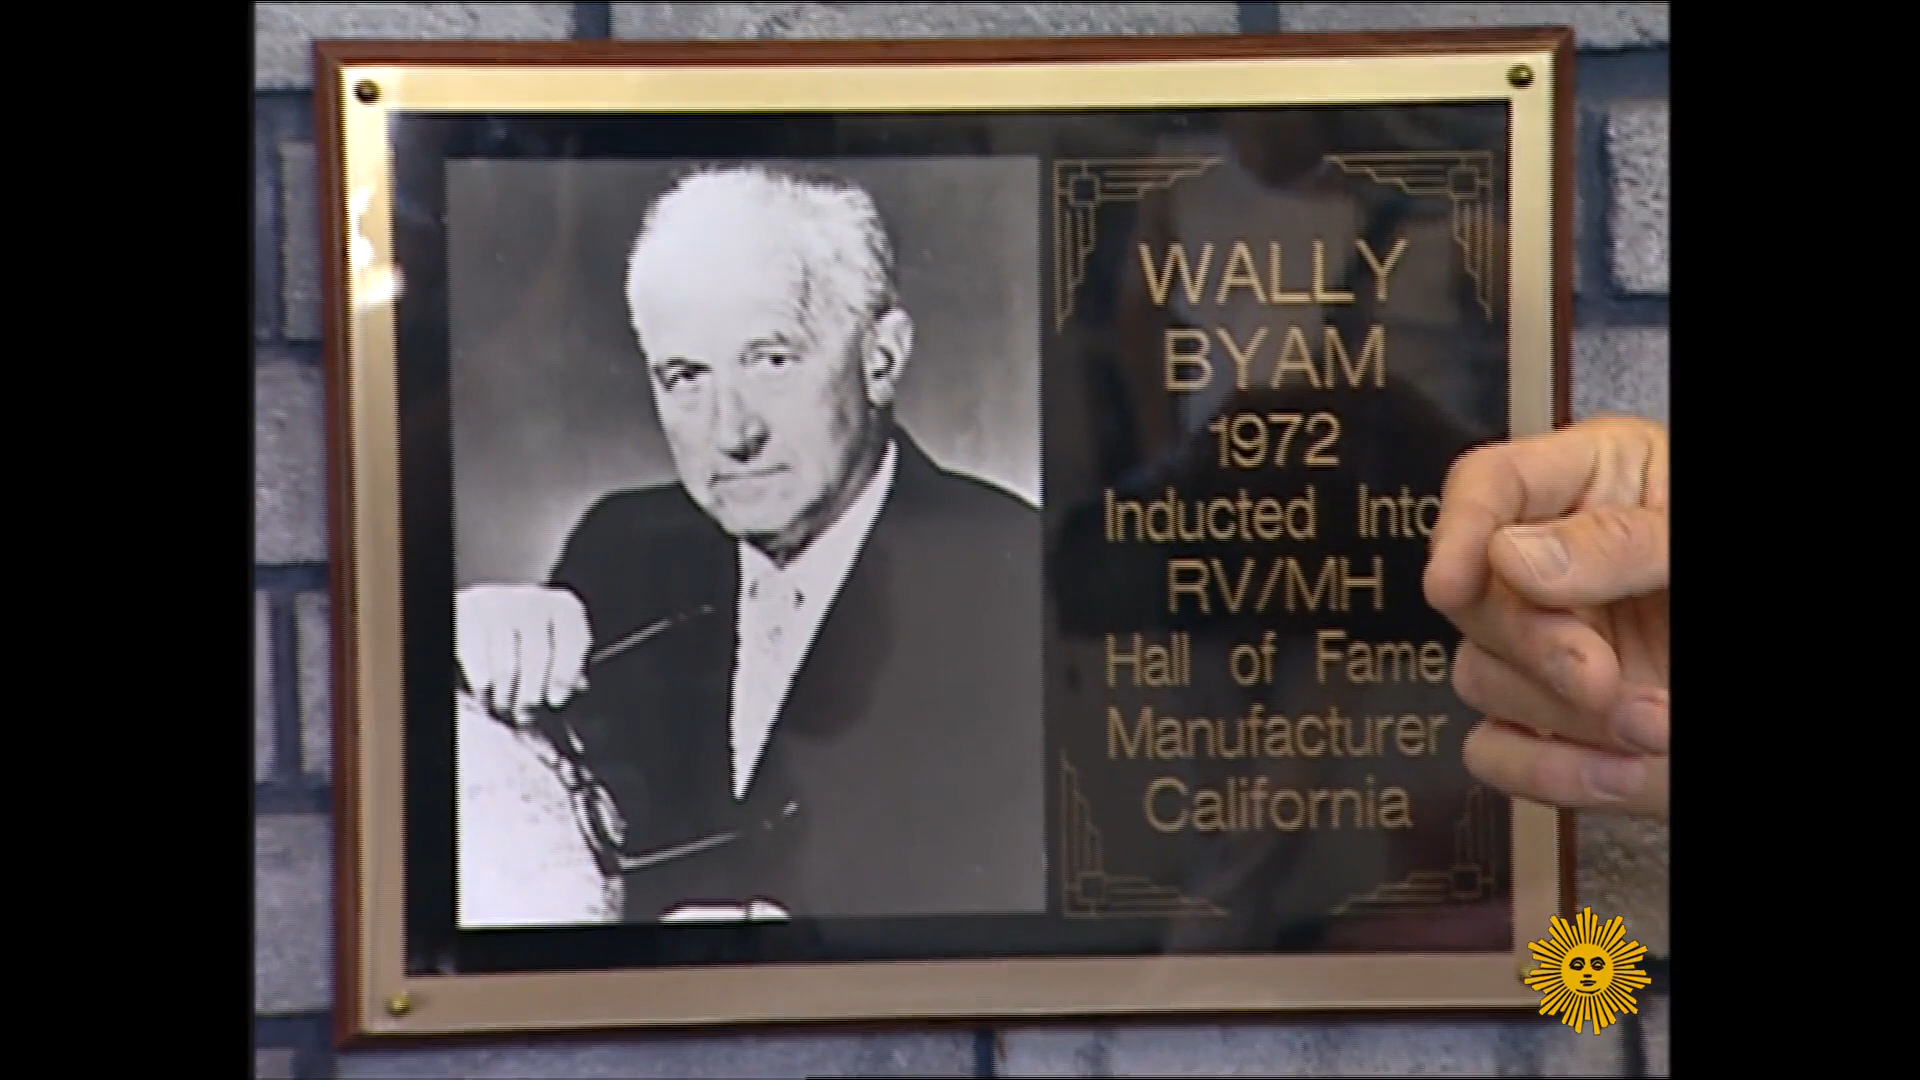 WALLY
BYAM
1972
Inducted Into
RV/MH
Hall of Fame
Manufacturer
California